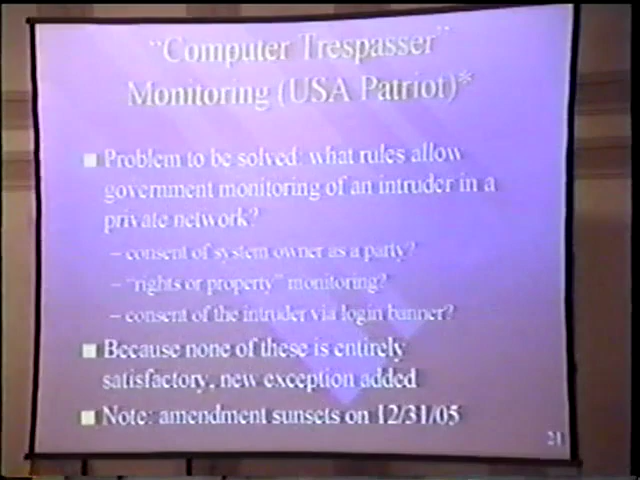 "Computer Trespasser"
Monitoring (USA Patriot)*
Problem to be solved: what rules allow
government monitoring of an intruder in a
private network?
– consent of system owner as a party?
– "rights or property" monitoring?
– consent of the intruder via login banner?
Because none of these is entirely
satisfactory, new exception added
Note: amendment sunsets on 12/31/05
21